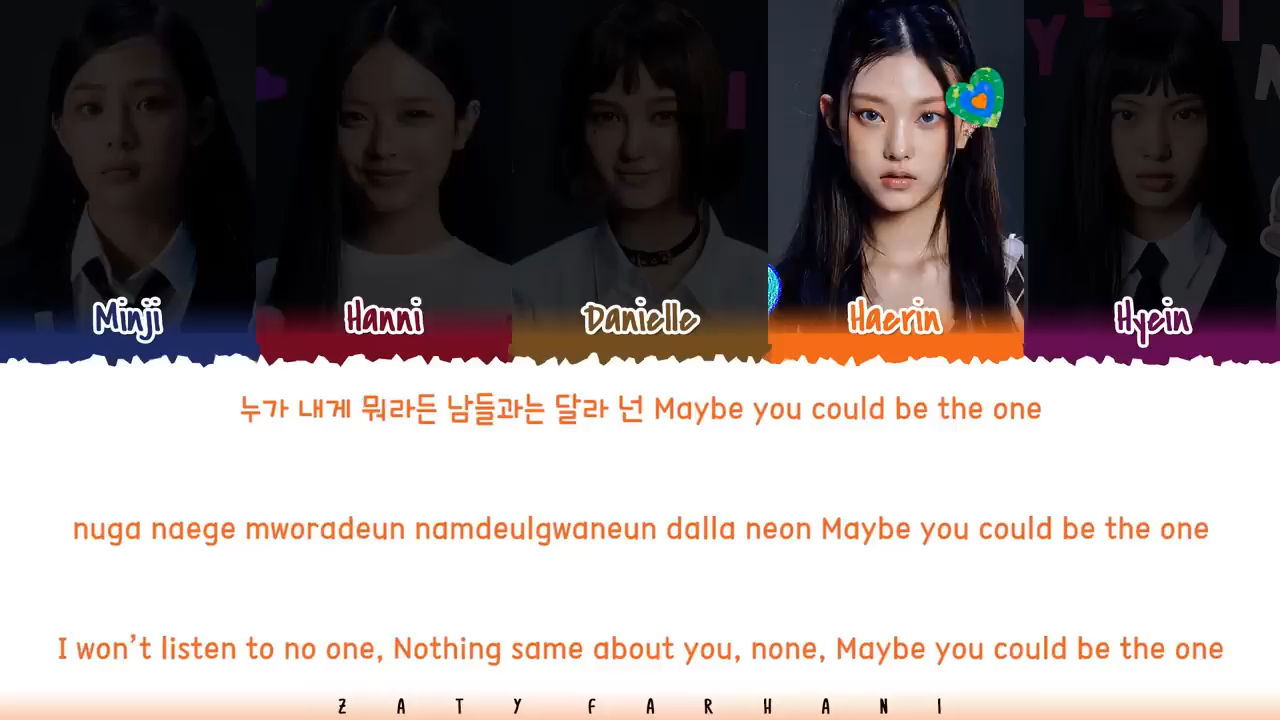 Minji
Hanni
Danielle
Haerin
Hyein
누가 내게 뭐라든 남들과는 달라 넌 Maybe you could be the one
nuga naege mworadeun namdeulgwaneun dalla neon Maybe you could be the one
I won't listen to no one, Nothing same about you, none, Maybe you could be the one
ZATY FARHANI